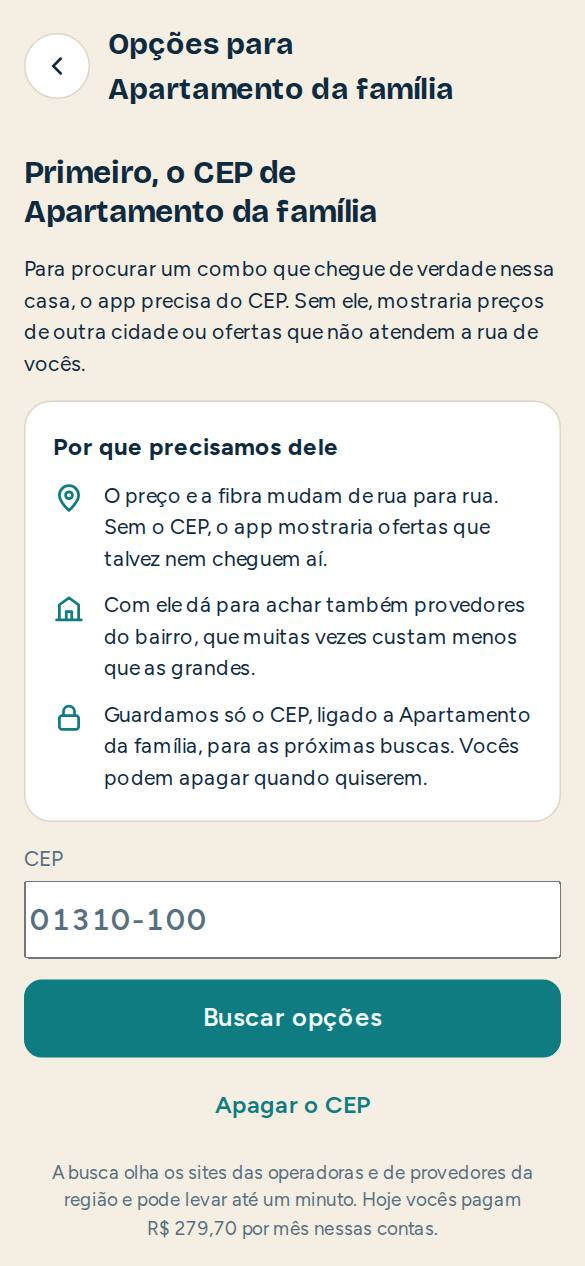 Opções para
Apartamento da família
Primeiro, o CEP de
Apartamento da família
Para procurar um combo que chegue de verdade nessa
casa, o app precisa do CEP. Sem ele, mostraria preços
de outra cidade ou ofertas que não atendem a rua de
vocês.
Por que precisamos dele
O preço e a fibra mudam de rua para rua.
Sem o CEP, o app mostraria ofertas que
talvez nem cheguem aí.
Com ele dá para achar também provedores
do bairro, que muitas vezes custam menos
que as grandes.
Guardamos só o CEP, ligado a Apartamento
da família, para as próximas buscas. Vocês
podem apagar quando quiserem.
CEP
01310-100
Buscar opções
Apagar o CEP
A busca olha os sites das operadoras e de provedores da
região e pode levar até um minuto. Hoje vocês pagam
R$ 279,70 por mês nessas contas.